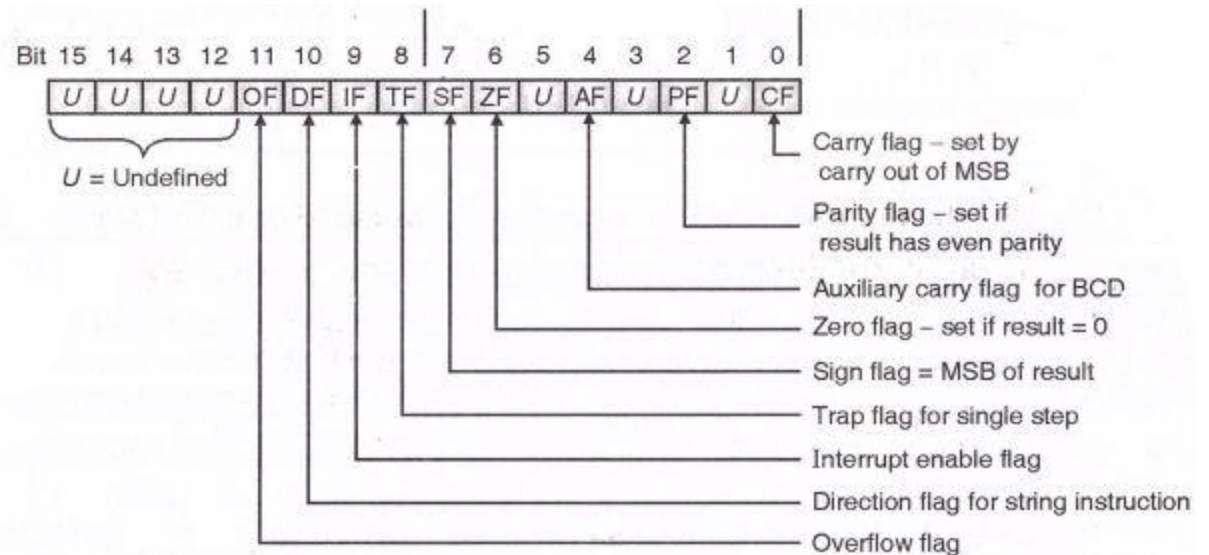 Bit 15 14 13 12 11 10 9 8 7 6 5 4 3 2 1 0
U U U U OF DF IF TF SF ZF U AF U PF U CF
U = Undefined
Carry flag – set by
carry out of MSB
Parity flag – set if
result has even parity
Auxiliary carry flag for BCD
Zero flag – set if result = 0
Sign flag = MSB of result
Trap flag for single step
Interrupt enable flag
Direction flag for string instruction
Overflow flag